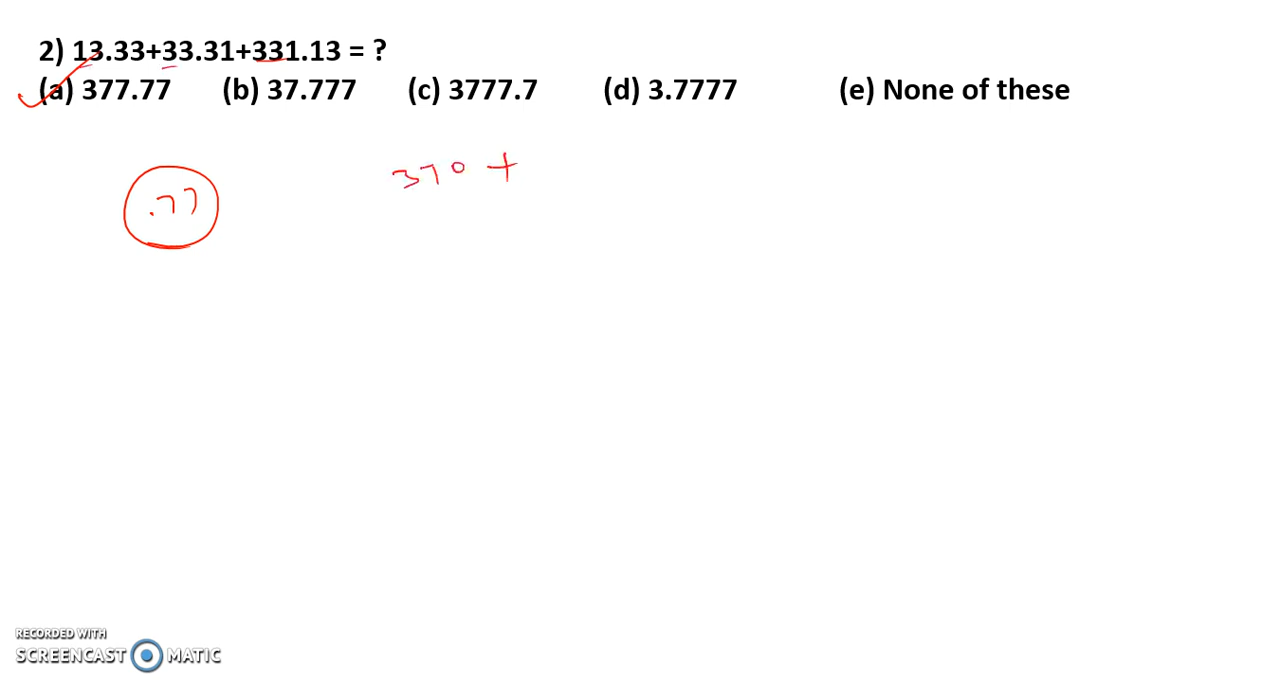 2) 13.33+33.31+331.13 = ?
(a) 377.77 (b) 37.777 (c) 3777.7 (d) 3.7777 (e) None of these
370 +
.77
RECORDED WITH
SCREENCAST MATIC